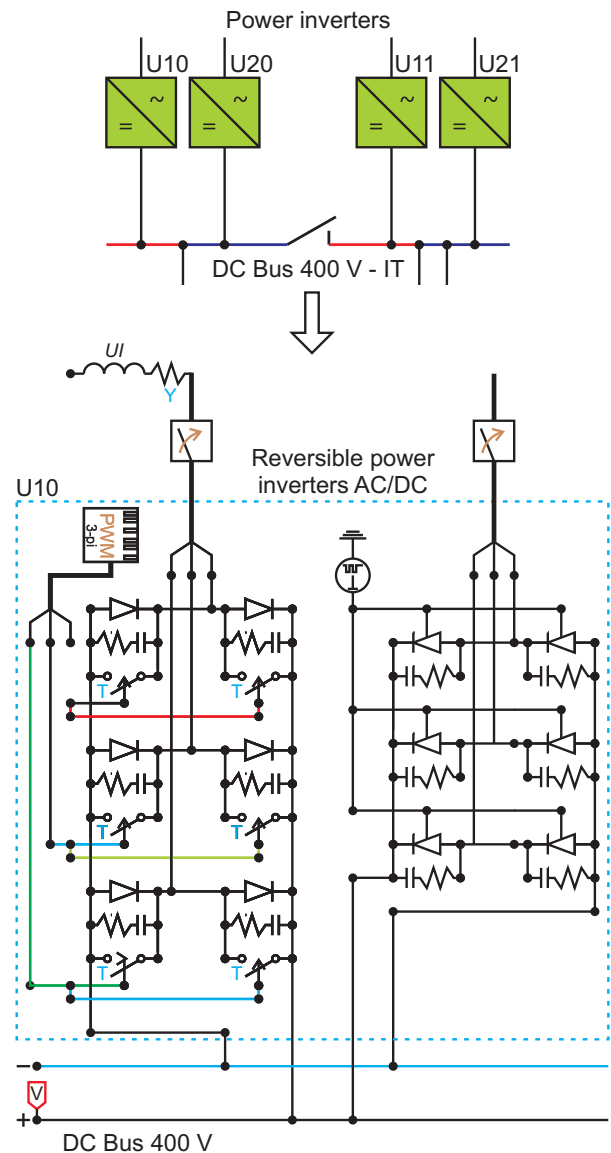 Power inverters
U10 U20 U11 U21
~ ~ ~ ~
= = = =
DC Bus 400 V - IT
UI
Y
Reversible power
inverters AC/DC
U10
PWM
3-pi
T T
T T
T T
-
V
+
DC Bus 400 V